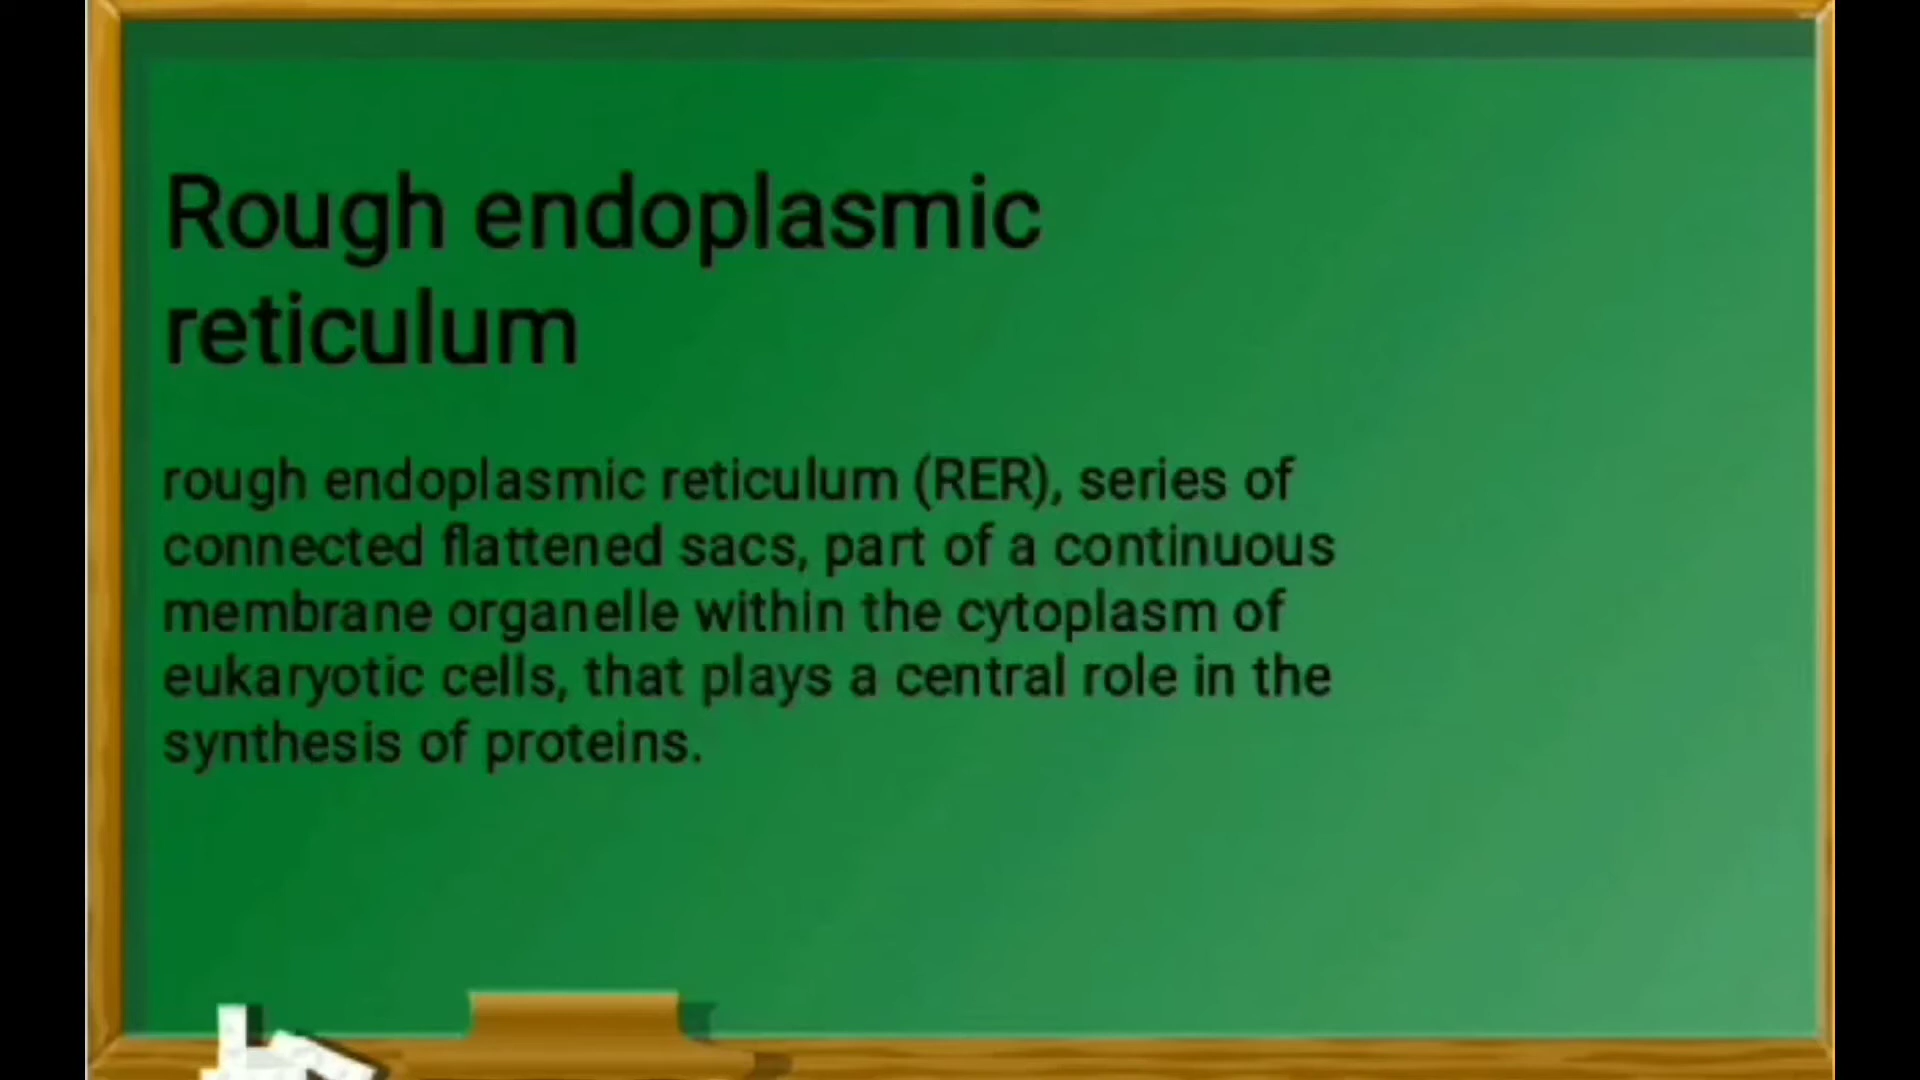 Rough endoplasmic
reticulum
rough endoplasmic reticulum (RER), series of
connected flattened sacs, part of a continuous
membrane organelle within the cytoplasm of
eukaryotic cells, that plays a central role in the
synthesis of proteins.